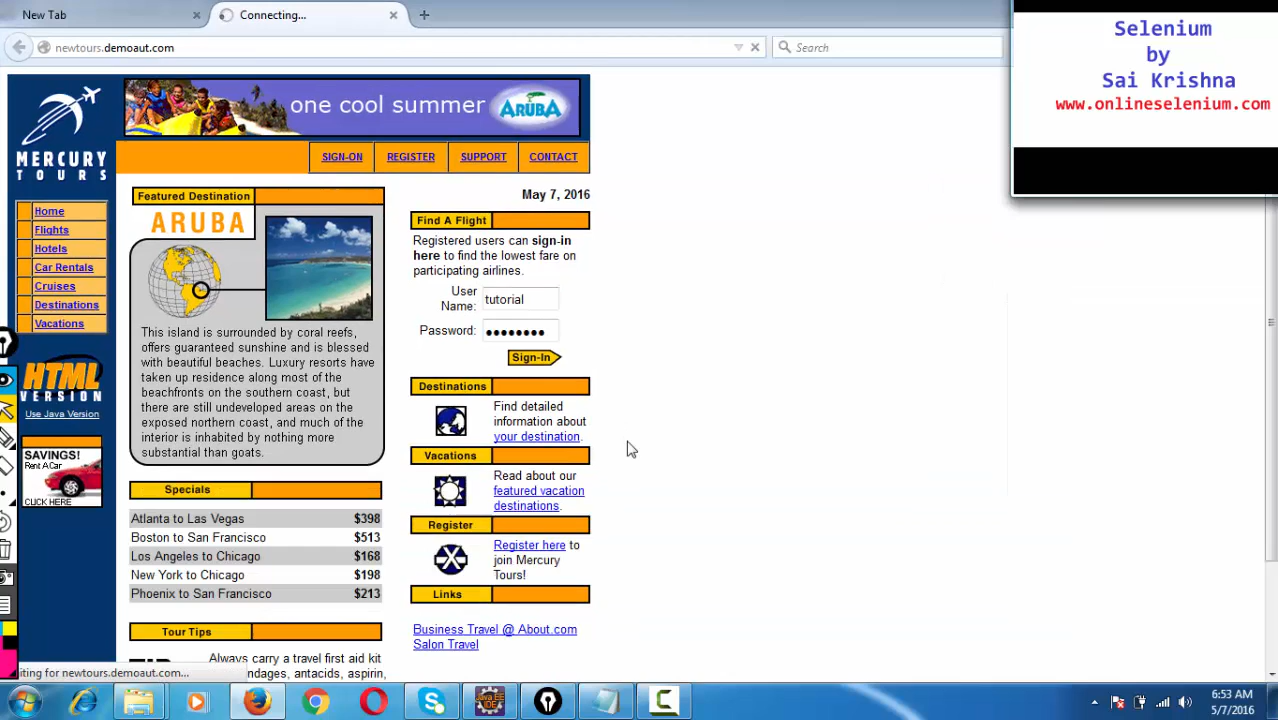 New Tab
Connecting...
newtours.demoaut.com
Search
Selenium
by
Sai Krishna
www.onlineselenium.com
one cool summer
ARUBA
MERCURY
TOURS
SIGN-ON
REGISTER
SUPPORT
CONTACT
Home
Flights
Hotels
Car Rentals
Cruises
Destinations
Vacations
HTML
VERSION
Use Java Version
SAVINGS!
Rent A Car
CLICK HERE
Featured Destination
ARUBA
This island is surrounded by coral reefs,
offers guaranteed sunshine and is blessed
with beautiful beaches. Luxury resorts have
taken up residence along most of the
beachfronts on the southern coast, but
there are still undeveloped areas on the
exposed northern coast, and much of the
interior is inhabited by nothing more
substantial than goats.
Specials
Atlanta to Las Vegas $398
Boston to San Francisco $513
Los Angeles to Chicago $168
New York to Chicago $198
Phoenix to San Francisco $213
Tour Tips
Always carry a travel first aid kit
ndages, antacids, aspirin,
May 7, 2016
Find A Flight
Registered users can sign-in
here to find the lowest fare on
participating airlines.
User
Name: tutorial
Password: ●●●●●●●●
Sign-In
Destinations
Find detailed
information about
your destination.
Vacations
Read about our
featured vacation
destinations.
Register
Register here to
join Mercury
Tours!
Links
Business Travel @ About.com
Salon Travel
iting for newtours.demoaut.com...
Java EE
IDE
6:53 AM
5/7/2016